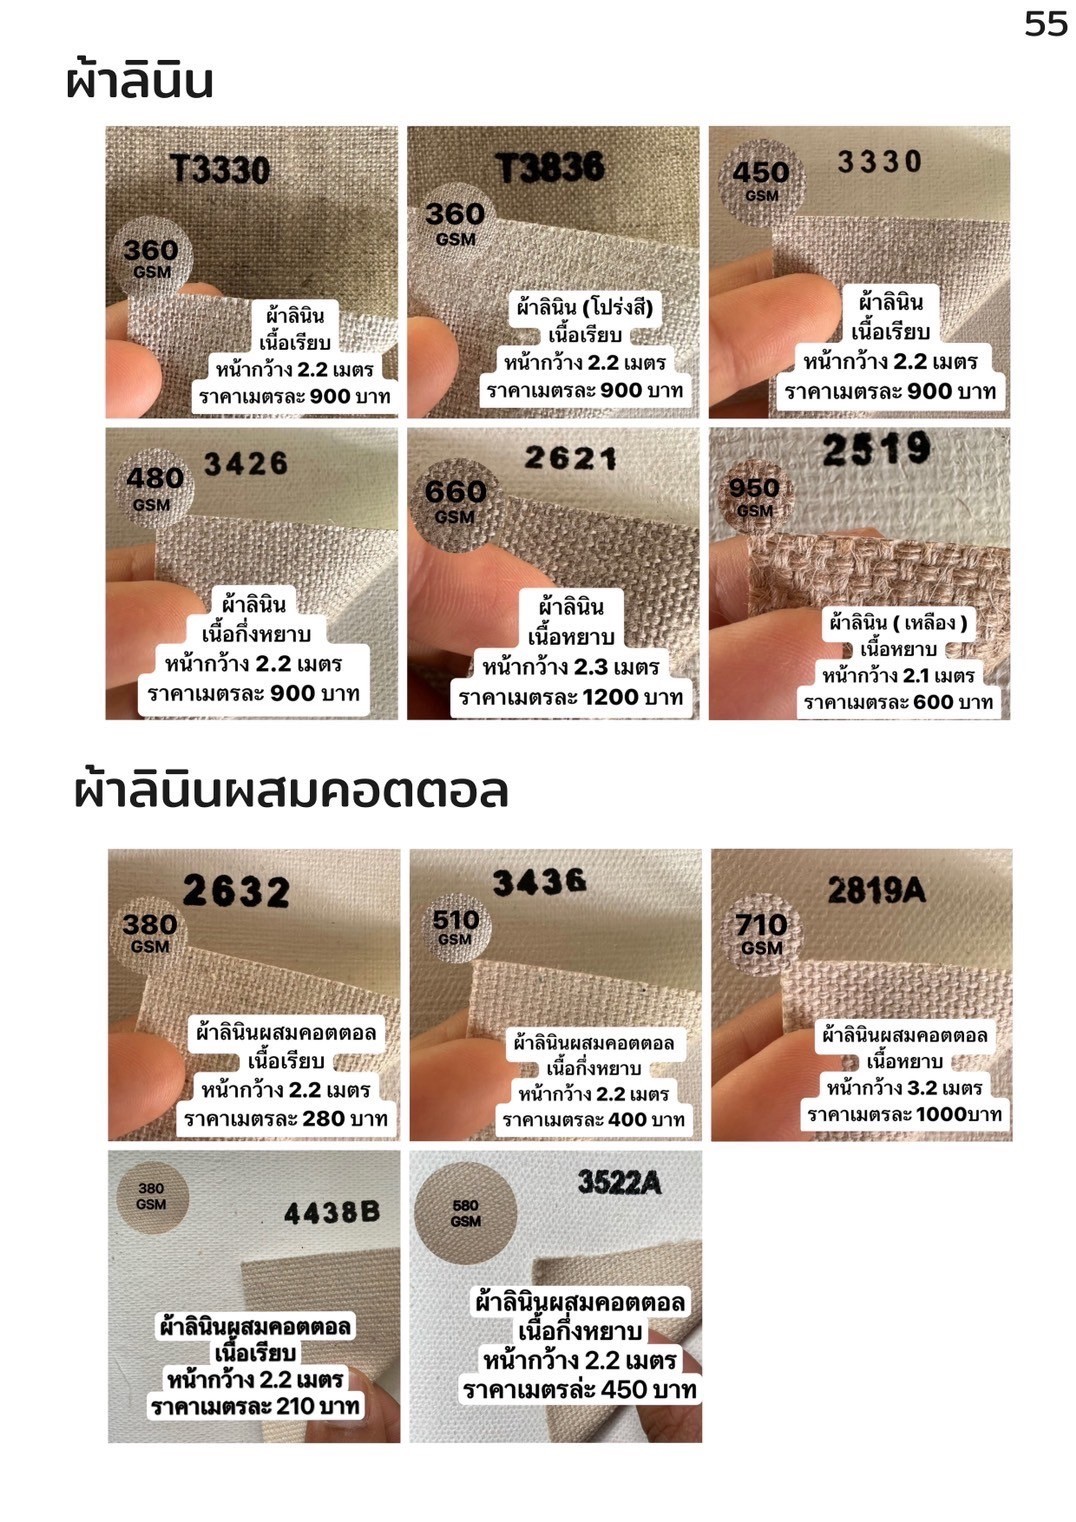 55
ผ้าลินิน
T3330
360
GSM
ผ้าลินิน
เนื้อเรียบ
หน้ากว้าง 2.2 เมตร
ราคาเมตรละ 900 บาท
T3836
360
GSM
ผ้าลินิน (โปร่งสี)
เนื้อเรียบ
หน้ากว้าง 2.2 เมตร
ราคาเมตรละ 900 บาท
3330
450
GSM
ผ้าลินิน
เนื้อเรียบ
หน้ากว้าง 2.2 เมตร
ราคาเมตรละ 900 บาท
3426
480
GSM
ผ้าลินิน
เนื้อกึ่งหยาบ
หน้ากว้าง 2.2 เมตร
ราคาเมตรละ 900 บาท
2621
660
GSM
ผ้าลินิน
เนื้อหยาบ
หน้ากว้าง 2.3 เมตร
ราคาเมตรละ 1200 บาท
2519
950
GSM
ผ้าลินิน ( เหลือง )
เนื้อหยาบ
หน้ากว้าง 2.1 เมตร
ราคาเมตรละ 600 บาท
ผ้าลินินผสมคอตตอล
2632
380
GSM
ผ้าลินินผสมคอตตอล
เนื้อเรียบ
หน้ากว้าง 2.2 เมตร
ราคาเมตรละ 280 บาท
3436
510
GSM
ผ้าลินินผสมคอตตอล
เนื้อกึ่งหยาบ
หน้ากว้าง 2.2 เมตร
ราคาเมตรละ 400 บาท
2819A
710
GSM
ผ้าลินินผสมคอตตอล
เนื้อหยาบ
หน้ากว้าง 3.2 เมตร
ราคาเมตรละ 1000บาท
380
GSM
4438B
ผ้าลินินผสมคอตตอล
เนื้อเรียบ
หน้ากว้าง 2.2 เมตร
ราคาเมตรละ 210 บาท
3522A
580
GSM
ผ้าลินินผสมคอตตอล
เนื้อกึ่งหยาบ
หน้ากว้าง 2.2 เมตร
ราคาเมตรล่ะ 450 บาท